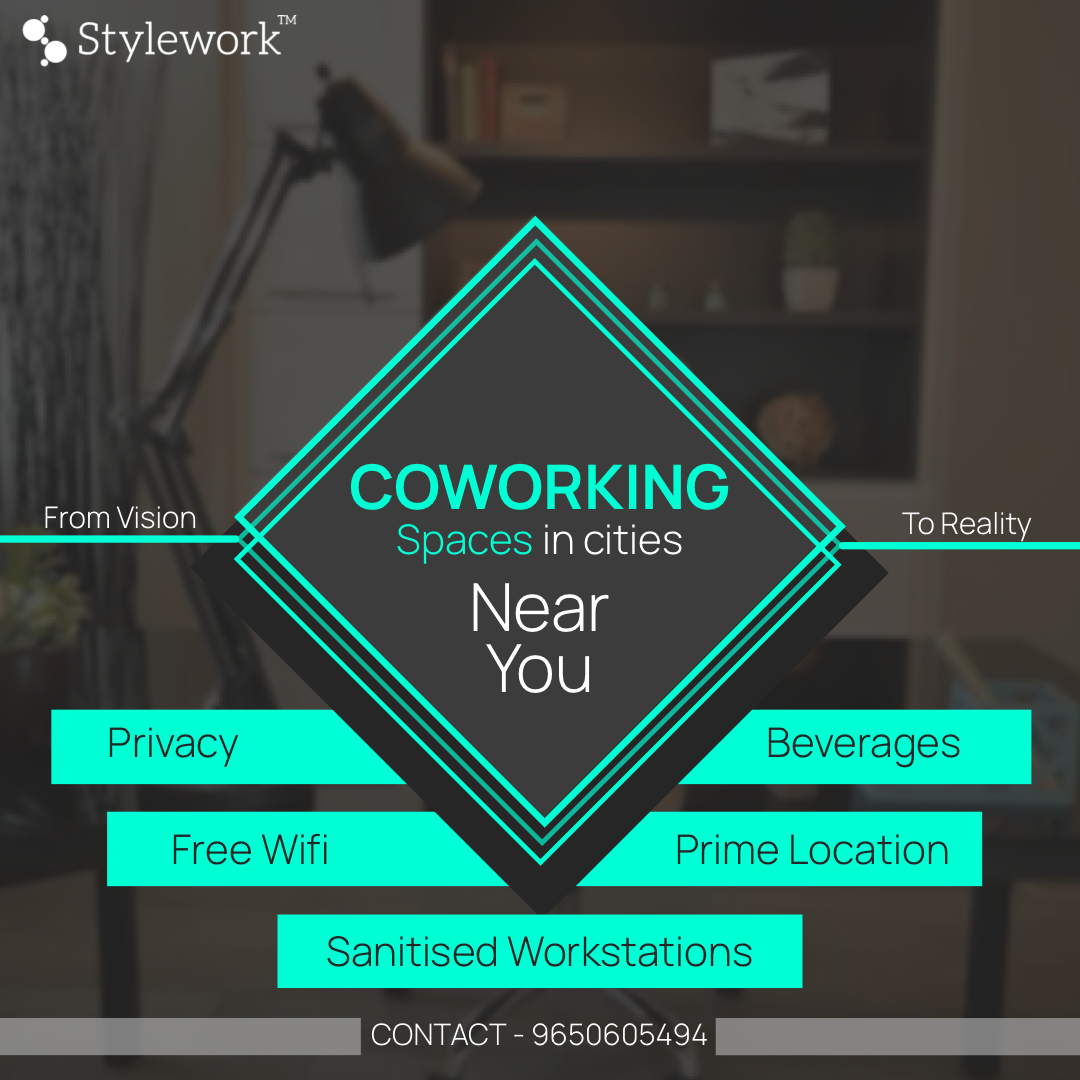 Stylework™
COWORKING
Spaces in cities
Near
You
From Vision
To Reality
Privacy
Beverages
Free Wifi
Prime Location
Sanitised Workstations
CONTACT - 9650605494